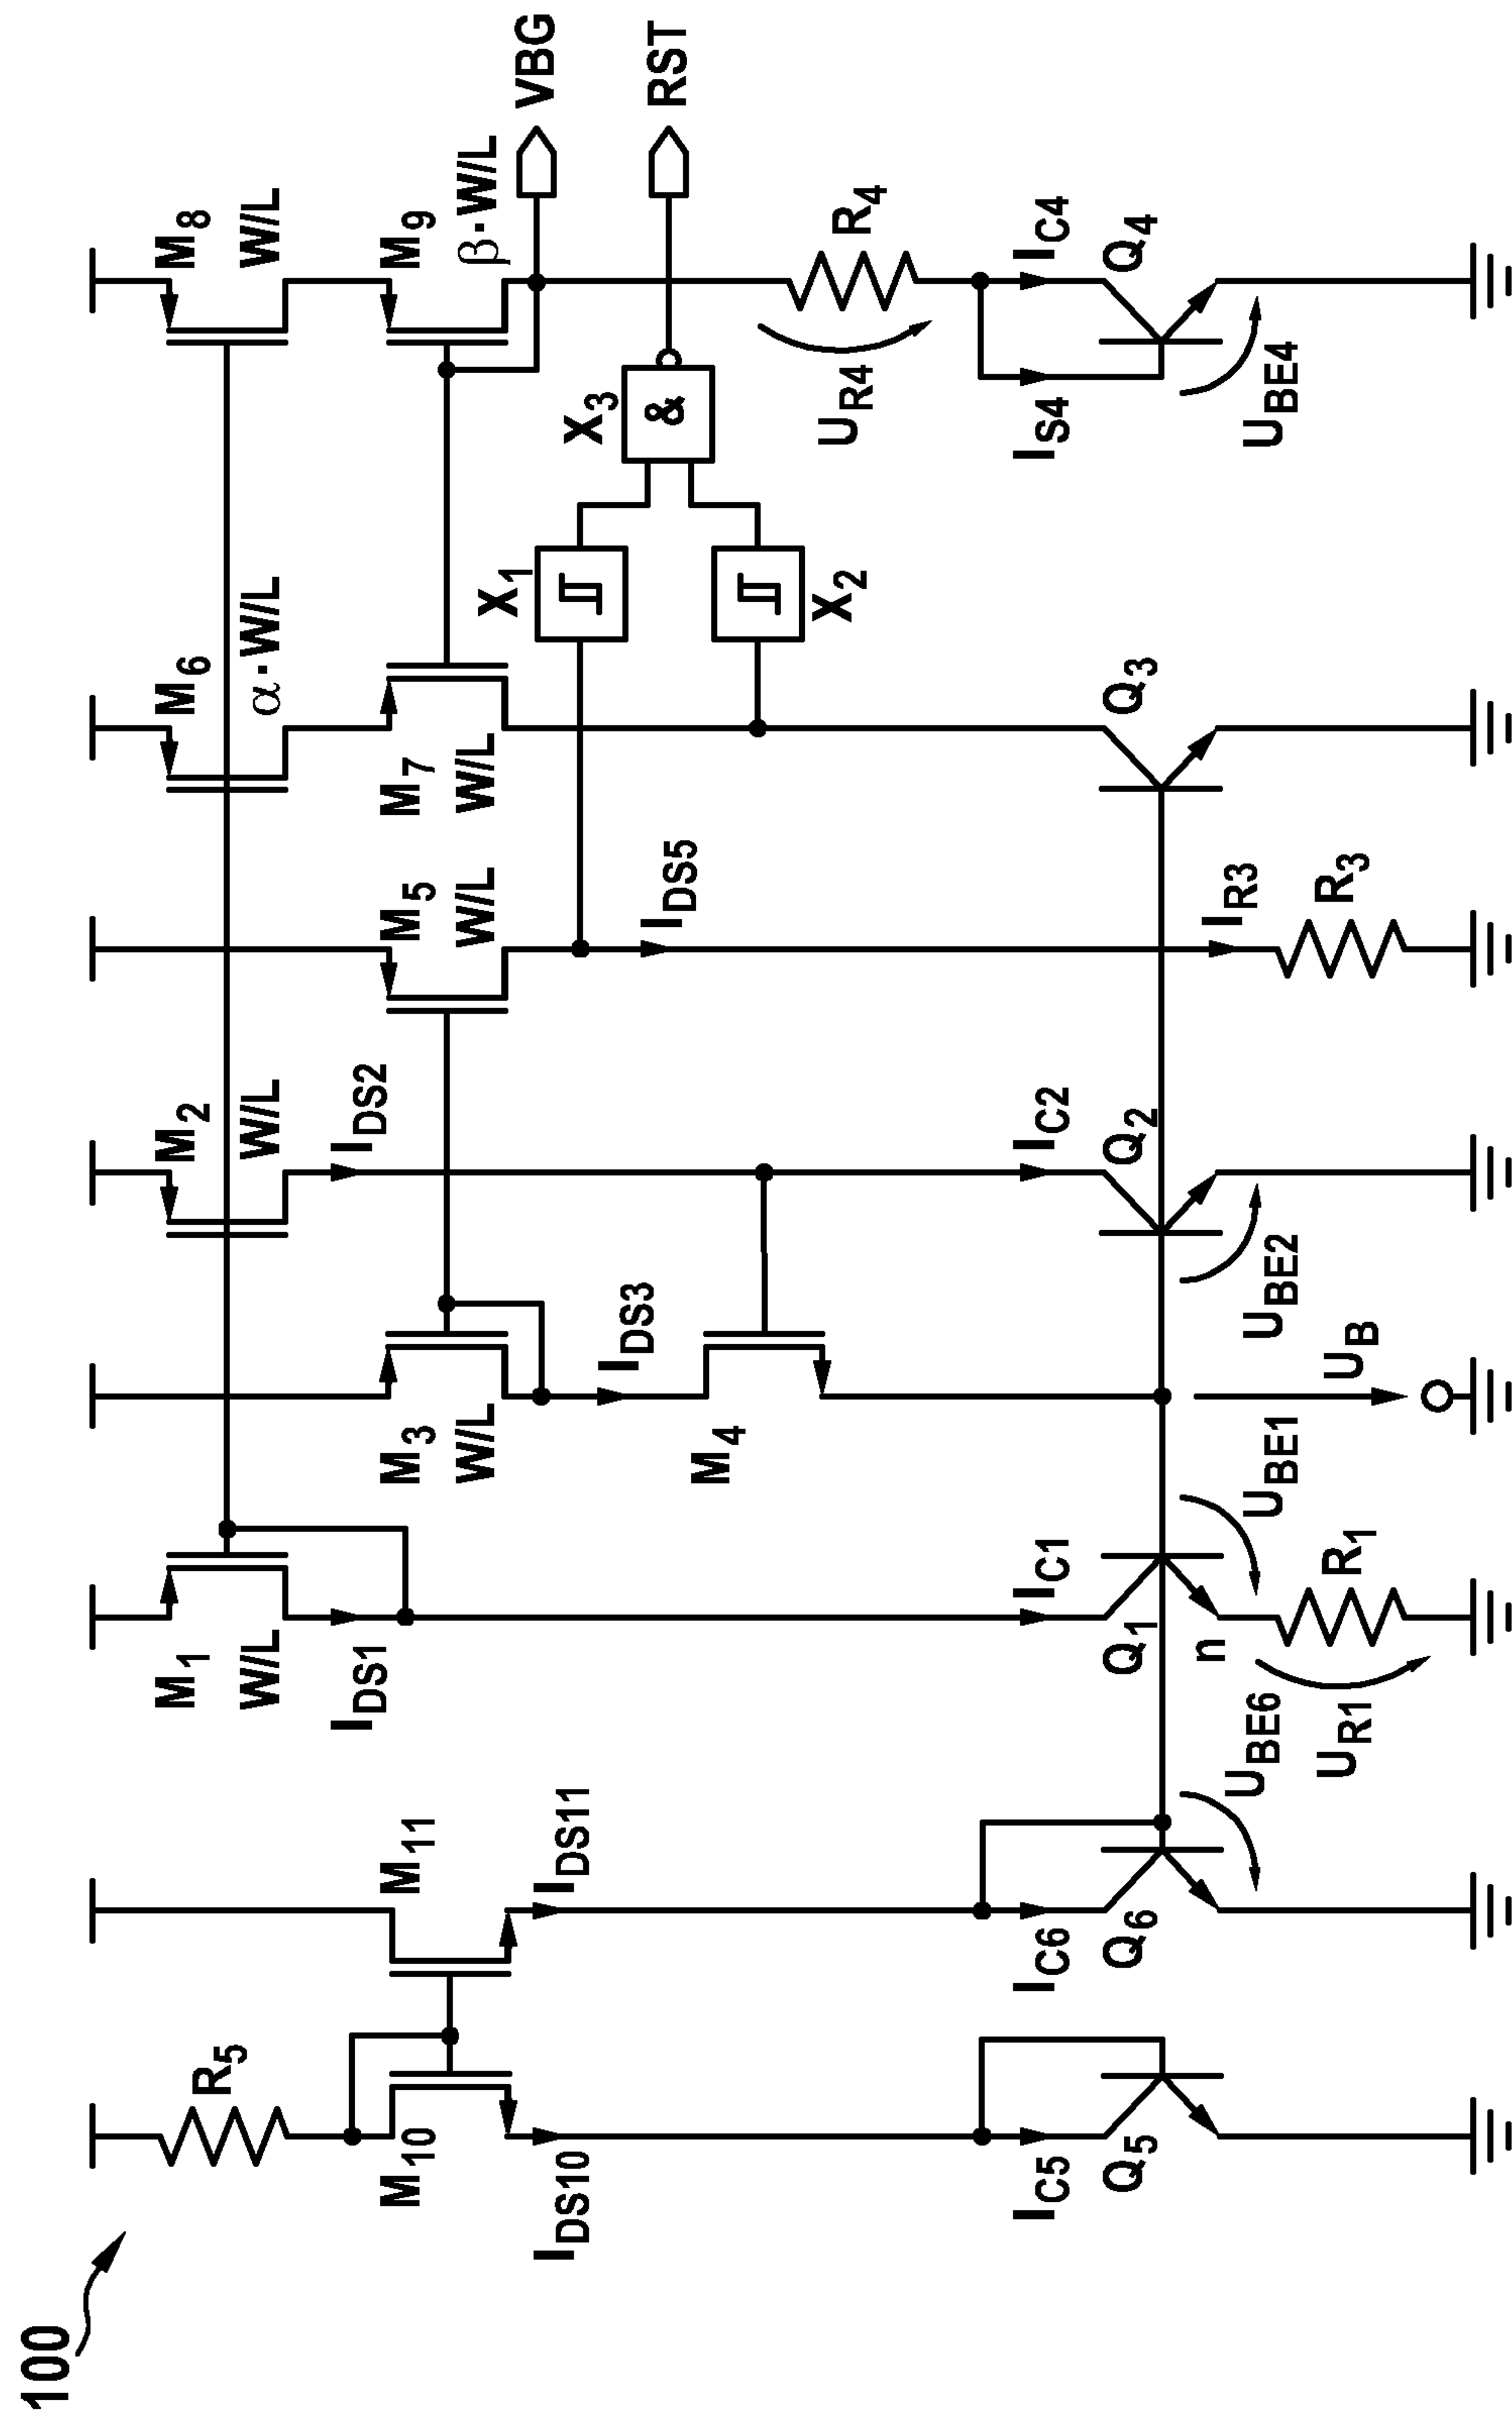 100
R5
M10
IDS10
IC5
Q5
M11
IDS11
IC6
Q6
UBE6
M1
W/L
IDS1
IC1
Q1
n
UBE1
R1
UR1
M3
W/L
IDS3
M4
UB
M2
W/L
IDS2
IC2
Q2
UBE2
M5
W/L
IDS5
IR3
R3
M6
α·W/L
M7
W/L
Q3
X1
X2
X3
&
M8
W/L
M9
β·W/L
VBG
RST
R4
UR4
IS4
IC4
Q4
UBE4